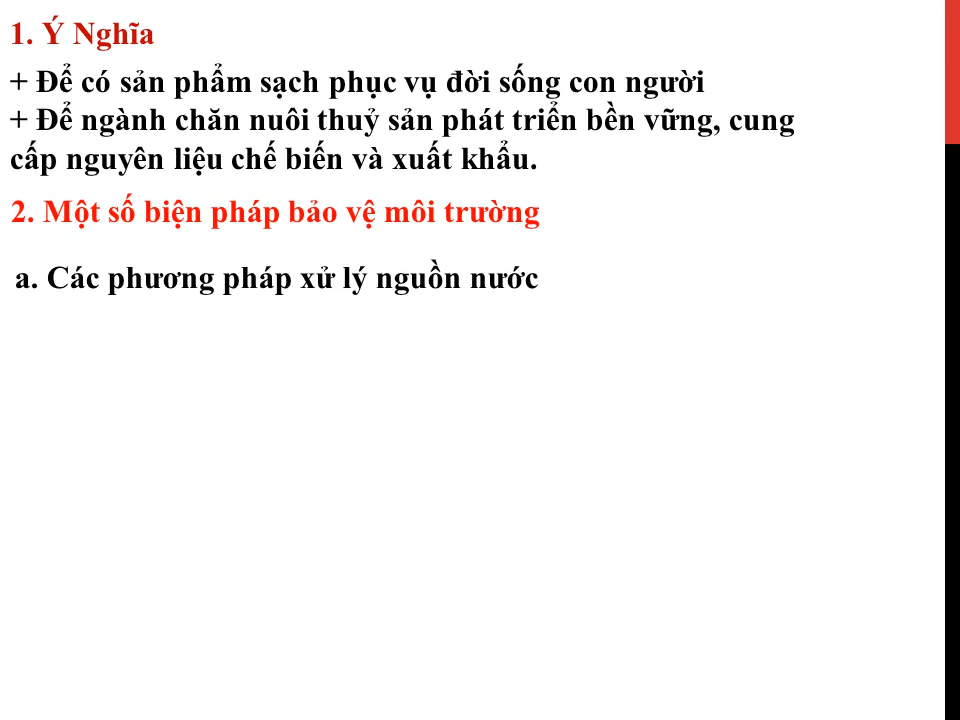 1. Ý Nghĩa
+ Để có sản phẩm sạch phục vụ đời sống con người
+ Để ngành chăn nuôi thuỷ sản phát triển bền vững, cung
cấp nguyên liệu chế biến và xuất khẩu.
2. Một số biện pháp bảo vệ môi trường
a. Các phương pháp xử lý nguồn nước